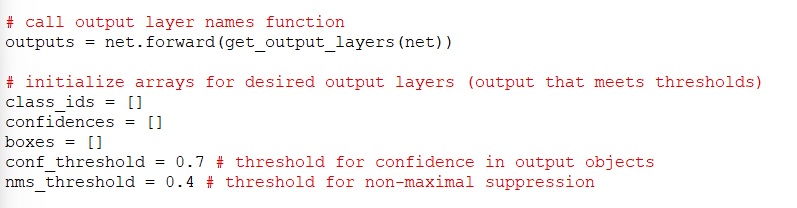 # call output layer names function
outputs = net.forward(get_output_layers(net))
# initialize arrays for desired output layers (output that meets thresholds)
class_ids = []
confidences = []
boxes = []
conf_threshold = 0.7 # threshold for confidence in output objects
nms_threshold = 0.4 # threshold for non-maximal suppression